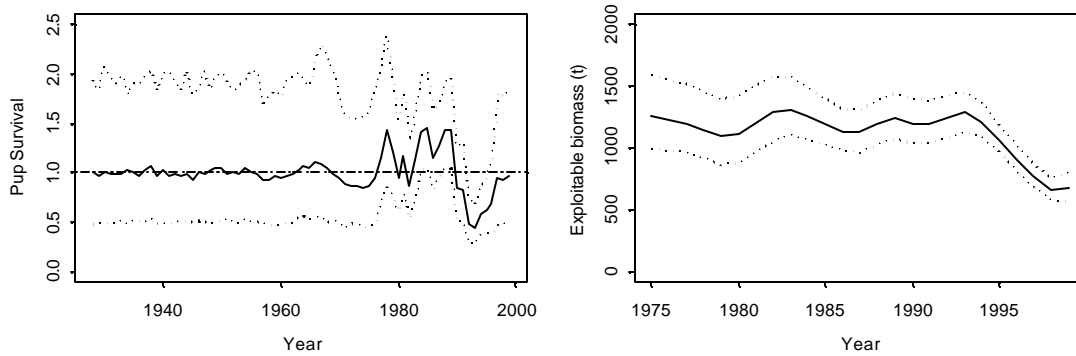 Pup Survival
2.5
2.0
1.5
1.0
0.5
0.0
1940 1960 1980 2000
Year
Exploitable biomass (t)
2000
1500
1000
500
0
1975 1980 1985 1990 1995
Year